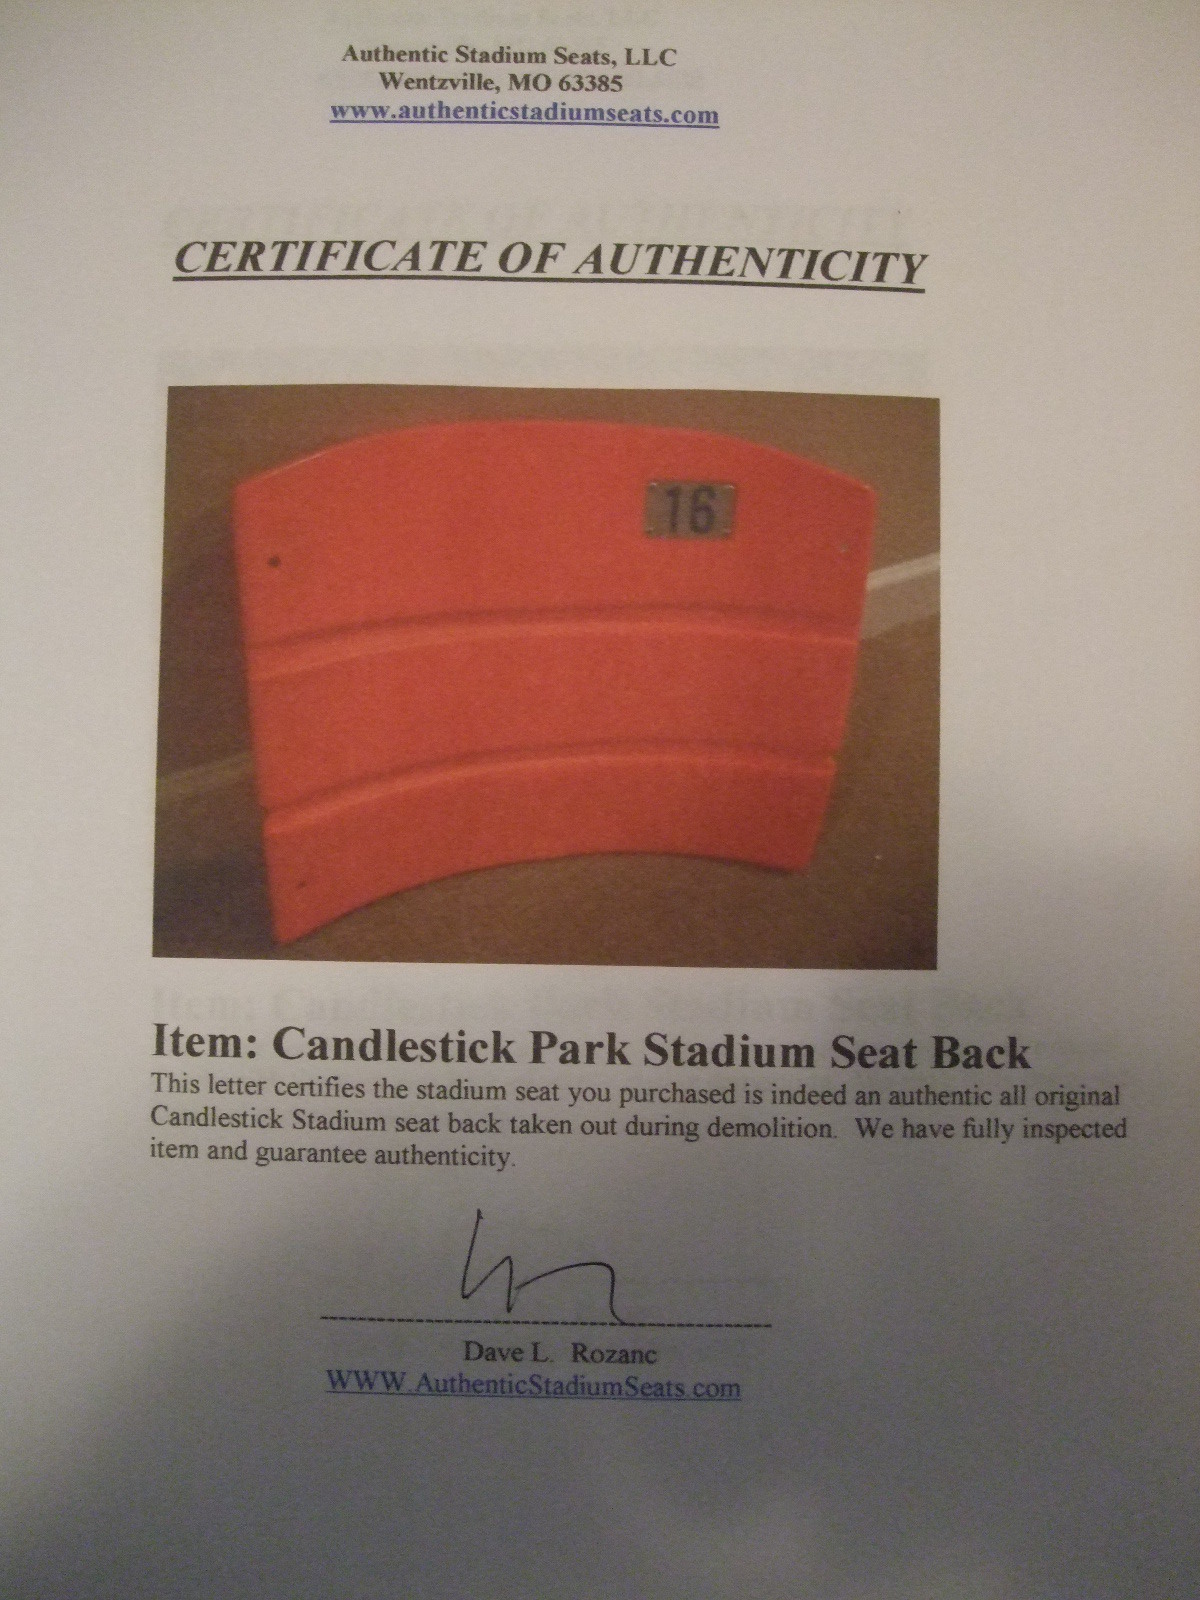 Authentic Stadium Seats, LLC
Wentzville, MO 63385
www.authenticstadiumseats.com
CERTIFICATE OF AUTHENTICITY
16
Item: Candlestick Park Stadium Seat Back
This letter certifies the stadium seat you purchased is indeed an authentic all original
Candlestick Stadium seat back taken out during demolition. We have fully inspected
item and guarantee authenticity.
Dave L. Rozanc
WWW.AuthenticStadiumSeats.com